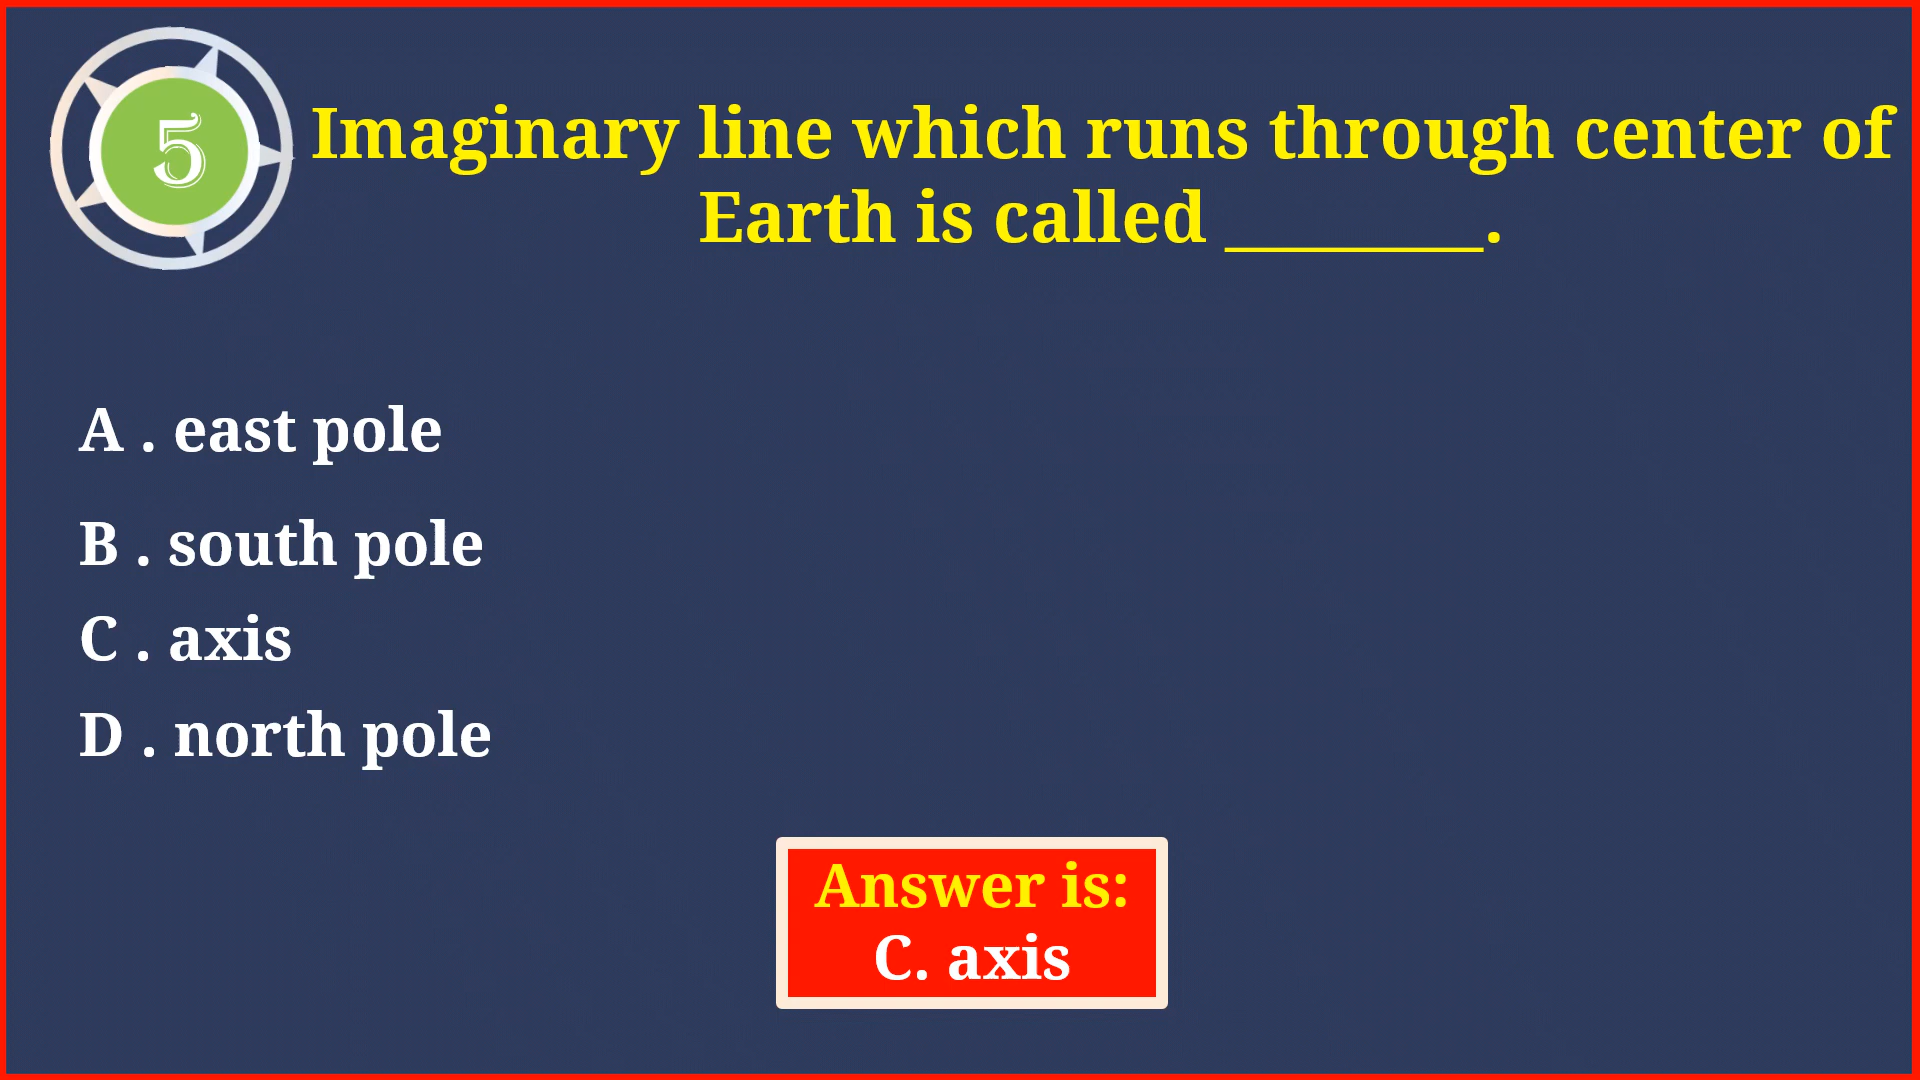 5
Imaginary line which runs through center of
Earth is called ________.
A . east pole
B . south pole
C . axis
D . north pole
Answer is:
C. axis